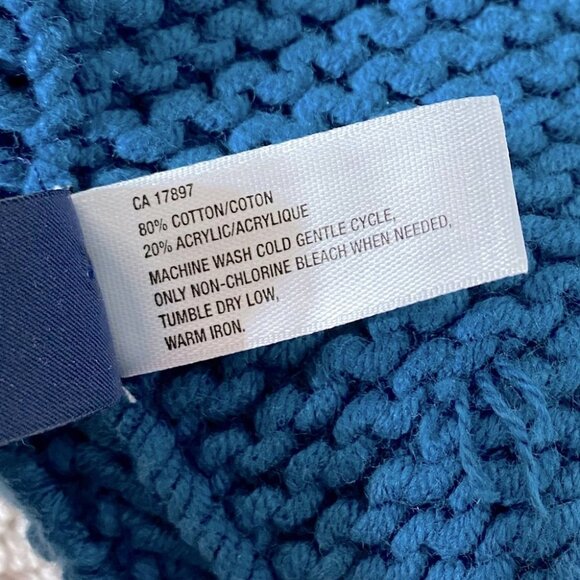 CA 17897
80% COTTON/COTON
20% ACRYLIC/ACRYLIQUE
MACHINE WASH COLD GENTLE CYCLE,
ONLY NON-CHLORINE BLEACH WHEN NEEDED,
TUMBLE DRY LOW,
WARM IRON.